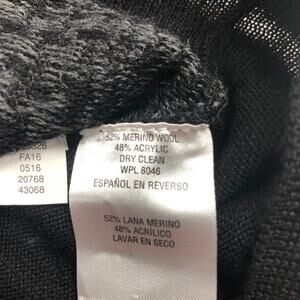 FA16
0516
20768
43068
52% MERINO WOOL
48% ACRYLIC
DRY CLEAN
WPL 8046
ESPAÑOL EN REVERSO
52% LANA MERINO
48% ACRÍLICO
LAVAR EN SECO